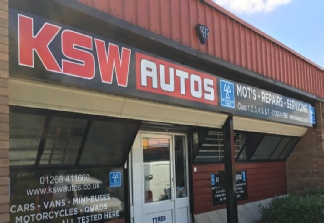 KSW AUTOS
MOT'S - REPAIRS - SERVICING
01268 411660
www.kswautos.co.uk
CARS - VANS - MINI-BUSES
MOTORCYCLES - QUADS
ALL TESTED HERE
TYRES